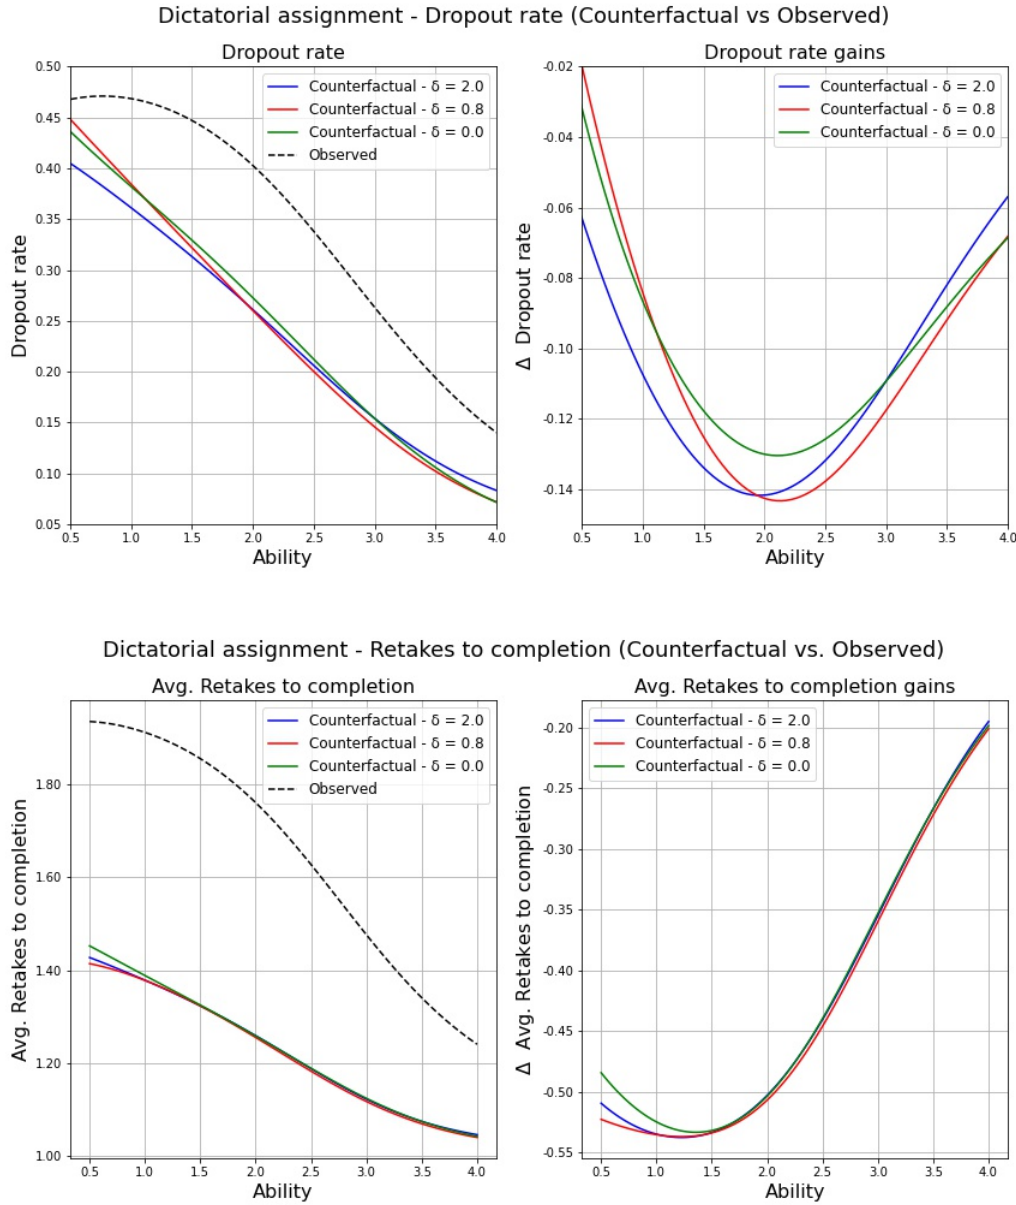 Dictatorial assignment - Dropout rate (Counterfactual vs Observed)
Dropout rate
0.50
0.45
0.40
0.35
0.30
0.25
0.20
0.15
0.10
0.05
Dropout rate
0.5 1.0 1.5 2.0 2.5 3.0 3.5 4.0
Ability
Counterfactual - δ = 2.0
Counterfactual - δ = 0.8
Counterfactual - δ = 0.0
Observed
Dropout rate gains
-0.02
-0.04
-0.06
-0.08
-0.10
-0.12
-0.14
Δ Dropout rate
0.5 1.0 1.5 2.0 2.5 3.0 3.5 4.0
Ability
Counterfactual - δ = 2.0
Counterfactual - δ = 0.8
Counterfactual - δ = 0.0
Dictatorial assignment - Retakes to completion (Counterfactual vs. Observed)
Avg. Retakes to completion
1.80
1.60
1.40
1.20
1.00
Avg. Retakes to completion
0.5 1.0 1.5 2.0 2.5 3.0 3.5 4.0
Ability
Counterfactual - δ = 2.0
Counterfactual - δ = 0.8
Counterfactual - δ = 0.0
Observed
Avg. Retakes to completion gains
-0.20
-0.25
-0.30
-0.35
-0.40
-0.45
-0.50
-0.55
Δ Avg. Retakes to completion
0.5 1.0 1.5 2.0 2.5 3.0 3.5 4.0
Ability
Counterfactual - δ = 2.0
Counterfactual - δ = 0.8
Counterfactual - δ = 0.0